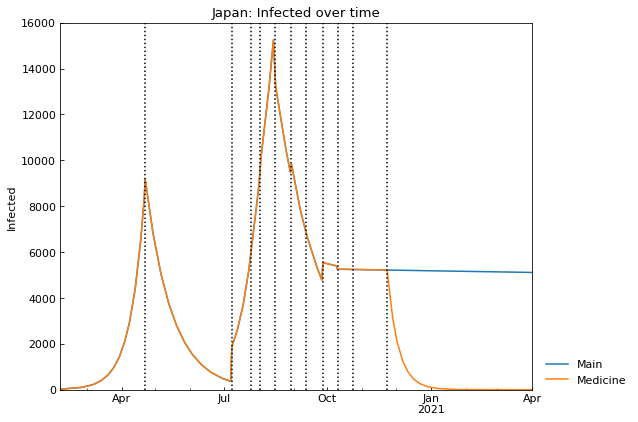 Japan: Infected over time
Infected
16000
14000
12000
10000
8000
6000
4000
2000
0
Apr
Jul
Oct
Jan
2021
Apr
Main
Medicine